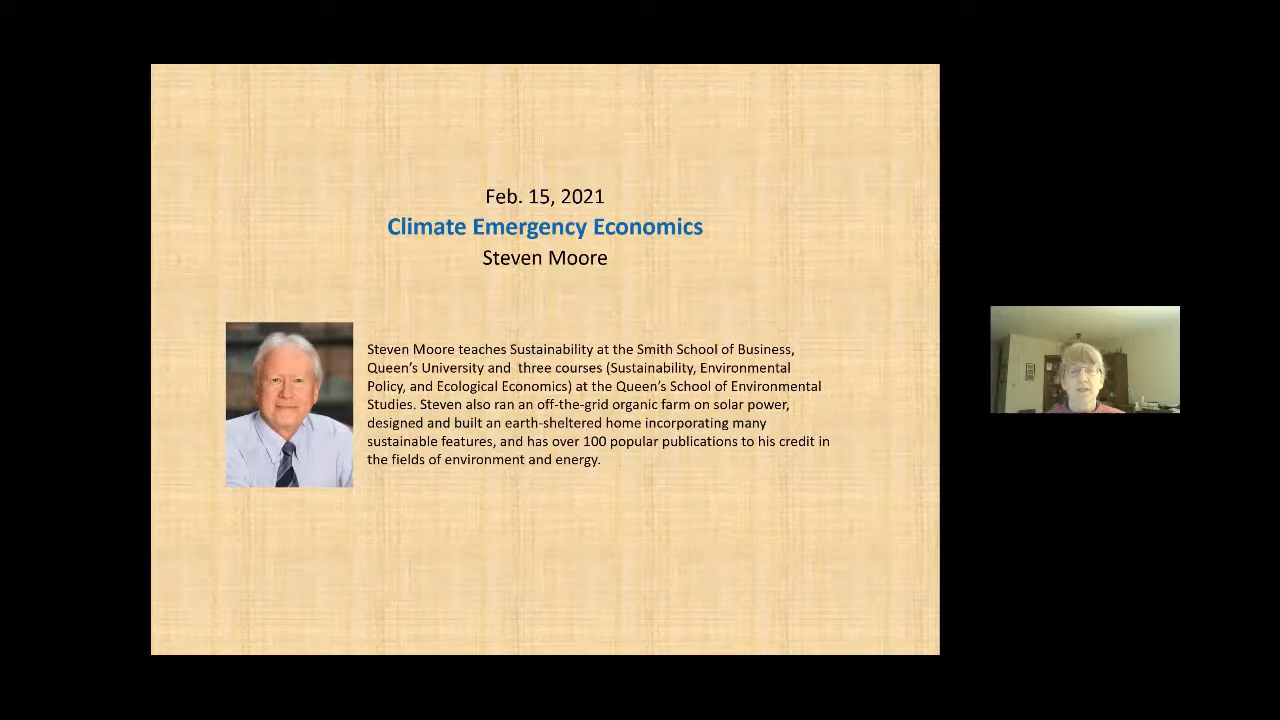 Feb. 15, 2021
Climate Emergency Economics
Steven Moore
Steven Moore teaches Sustainability at the Smith School of Business,
Queen's University and  three courses (Sustainability, Environmental
Policy, and Ecological Economics) at the Queen's School of Environmental
Studies. Steven also ran an off-the-grid organic farm on solar power,
designed and built an earth-sheltered home incorporating many
sustainable features, and has over 100 popular publications to his credit in
the fields of environment and energy.